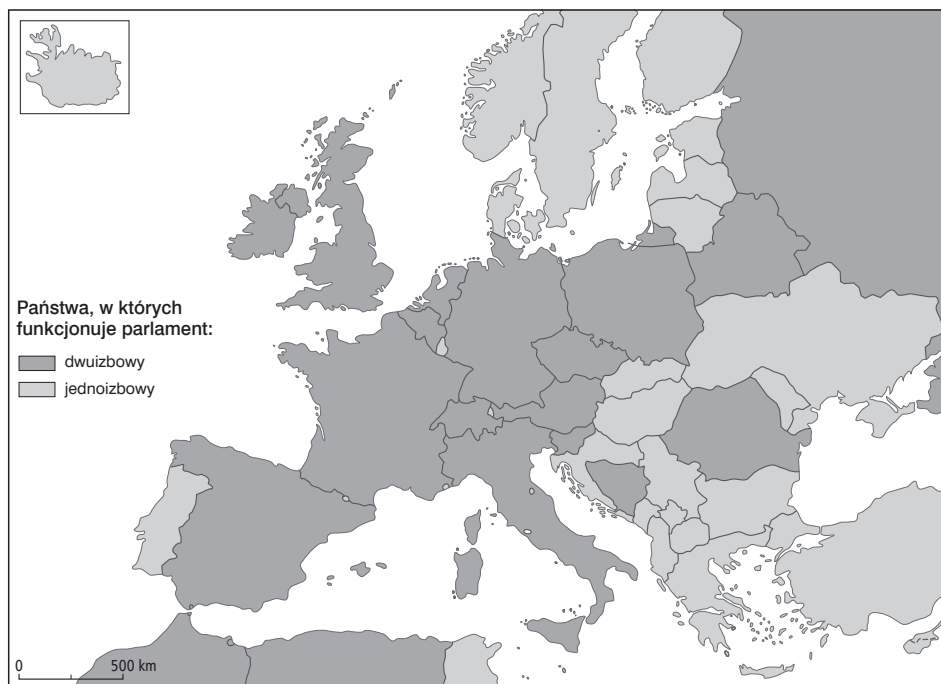 Państwa, w których
funkcjonuje parlament:
dwuizbowy
jednoizbowy
0 500 km